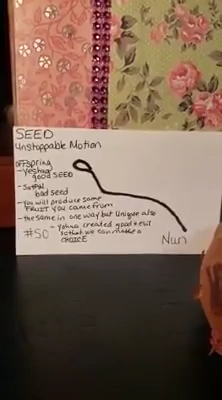 SEED
Unstoppable Motion
OFFSPring
- Yeshua
good SEED
- Satan
bad seed
- You will produce same
FRUIT you came from
- the same in one way but Unique also
- Yahua created good & evil
so that we can make a
CHOICE
#50
Nun